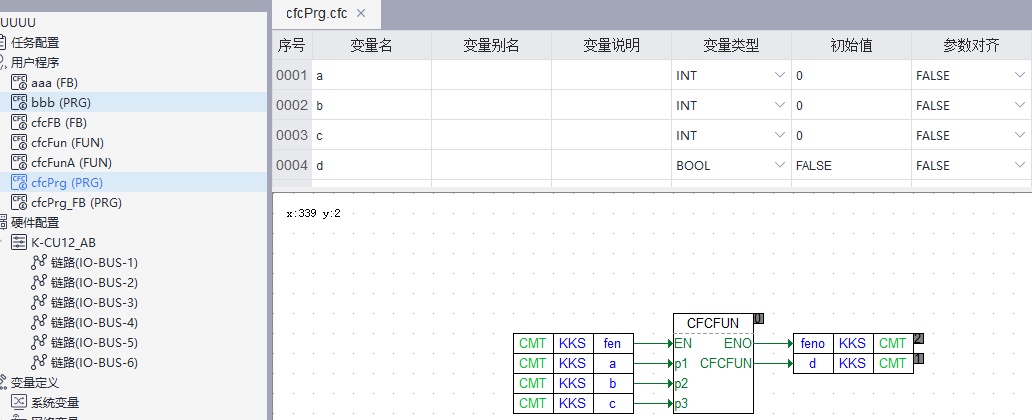 UUUU
任务配置
用户程序
aaa (FB)
bbb (PRG)
cfcFB (FB)
cfcFun (FUN)
cfcFunA (FUN)
cfcPrg (PRG)
cfcPrg_FB (PRG)
硬件配置
K-CU12_AB
链路(IO-BUS-1)
链路(IO-BUS-2)
链路(IO-BUS-3)
链路(IO-BUS-4)
链路(IO-BUS-5)
链路(IO-BUS-6)
变量定义
系统变量
cfcPrg.cfc ×
序号 变量名 变量别名 变量说明 变量类型 初始值 参数对齐
0001 a INT 0 FALSE
0002 b INT 0 FALSE
0003 c INT 0 FALSE
0004 d BOOL FALSE FALSE
x:339 y:2
CFCFUN 0
CMT KKS fen EN ENO feno KKS CMT 2
CMT KKS a p1 CFCFUN d KKS CMT 1
CMT KKS b p2
CMT KKS c p3